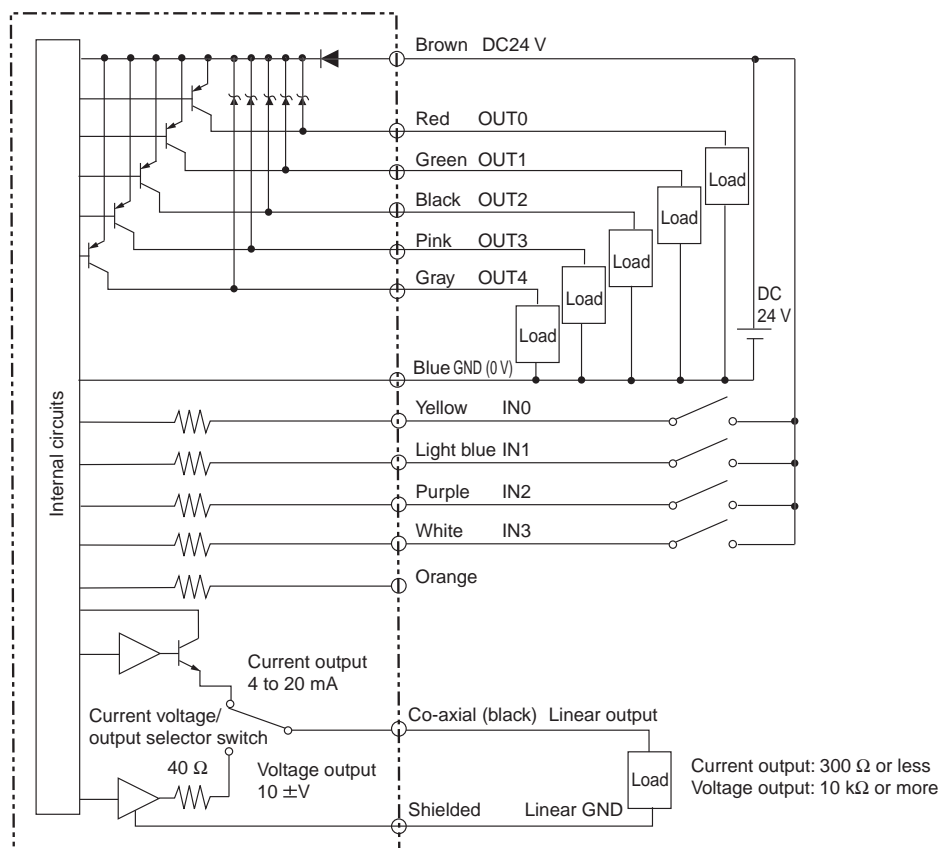 Brown DC24 V
Red OUT0
Green OUT1
Black OUT2
Pink OUT3
Gray OUT4
Load
Load
Load
Load
Load
DC
24 V
Blue GND (0 V)
Internal circuits
Yellow IN0
Light blue IN1
Purple IN2
White IN3
Orange
Current output
4 to 20 mA
Current voltage/
output selector switch
Co-axial (black) Linear output
40 Ω
Voltage output
10 ±V
Load
Current output: 300 Ω or less
Voltage output: 10 kΩ or more
Shielded Linear GND